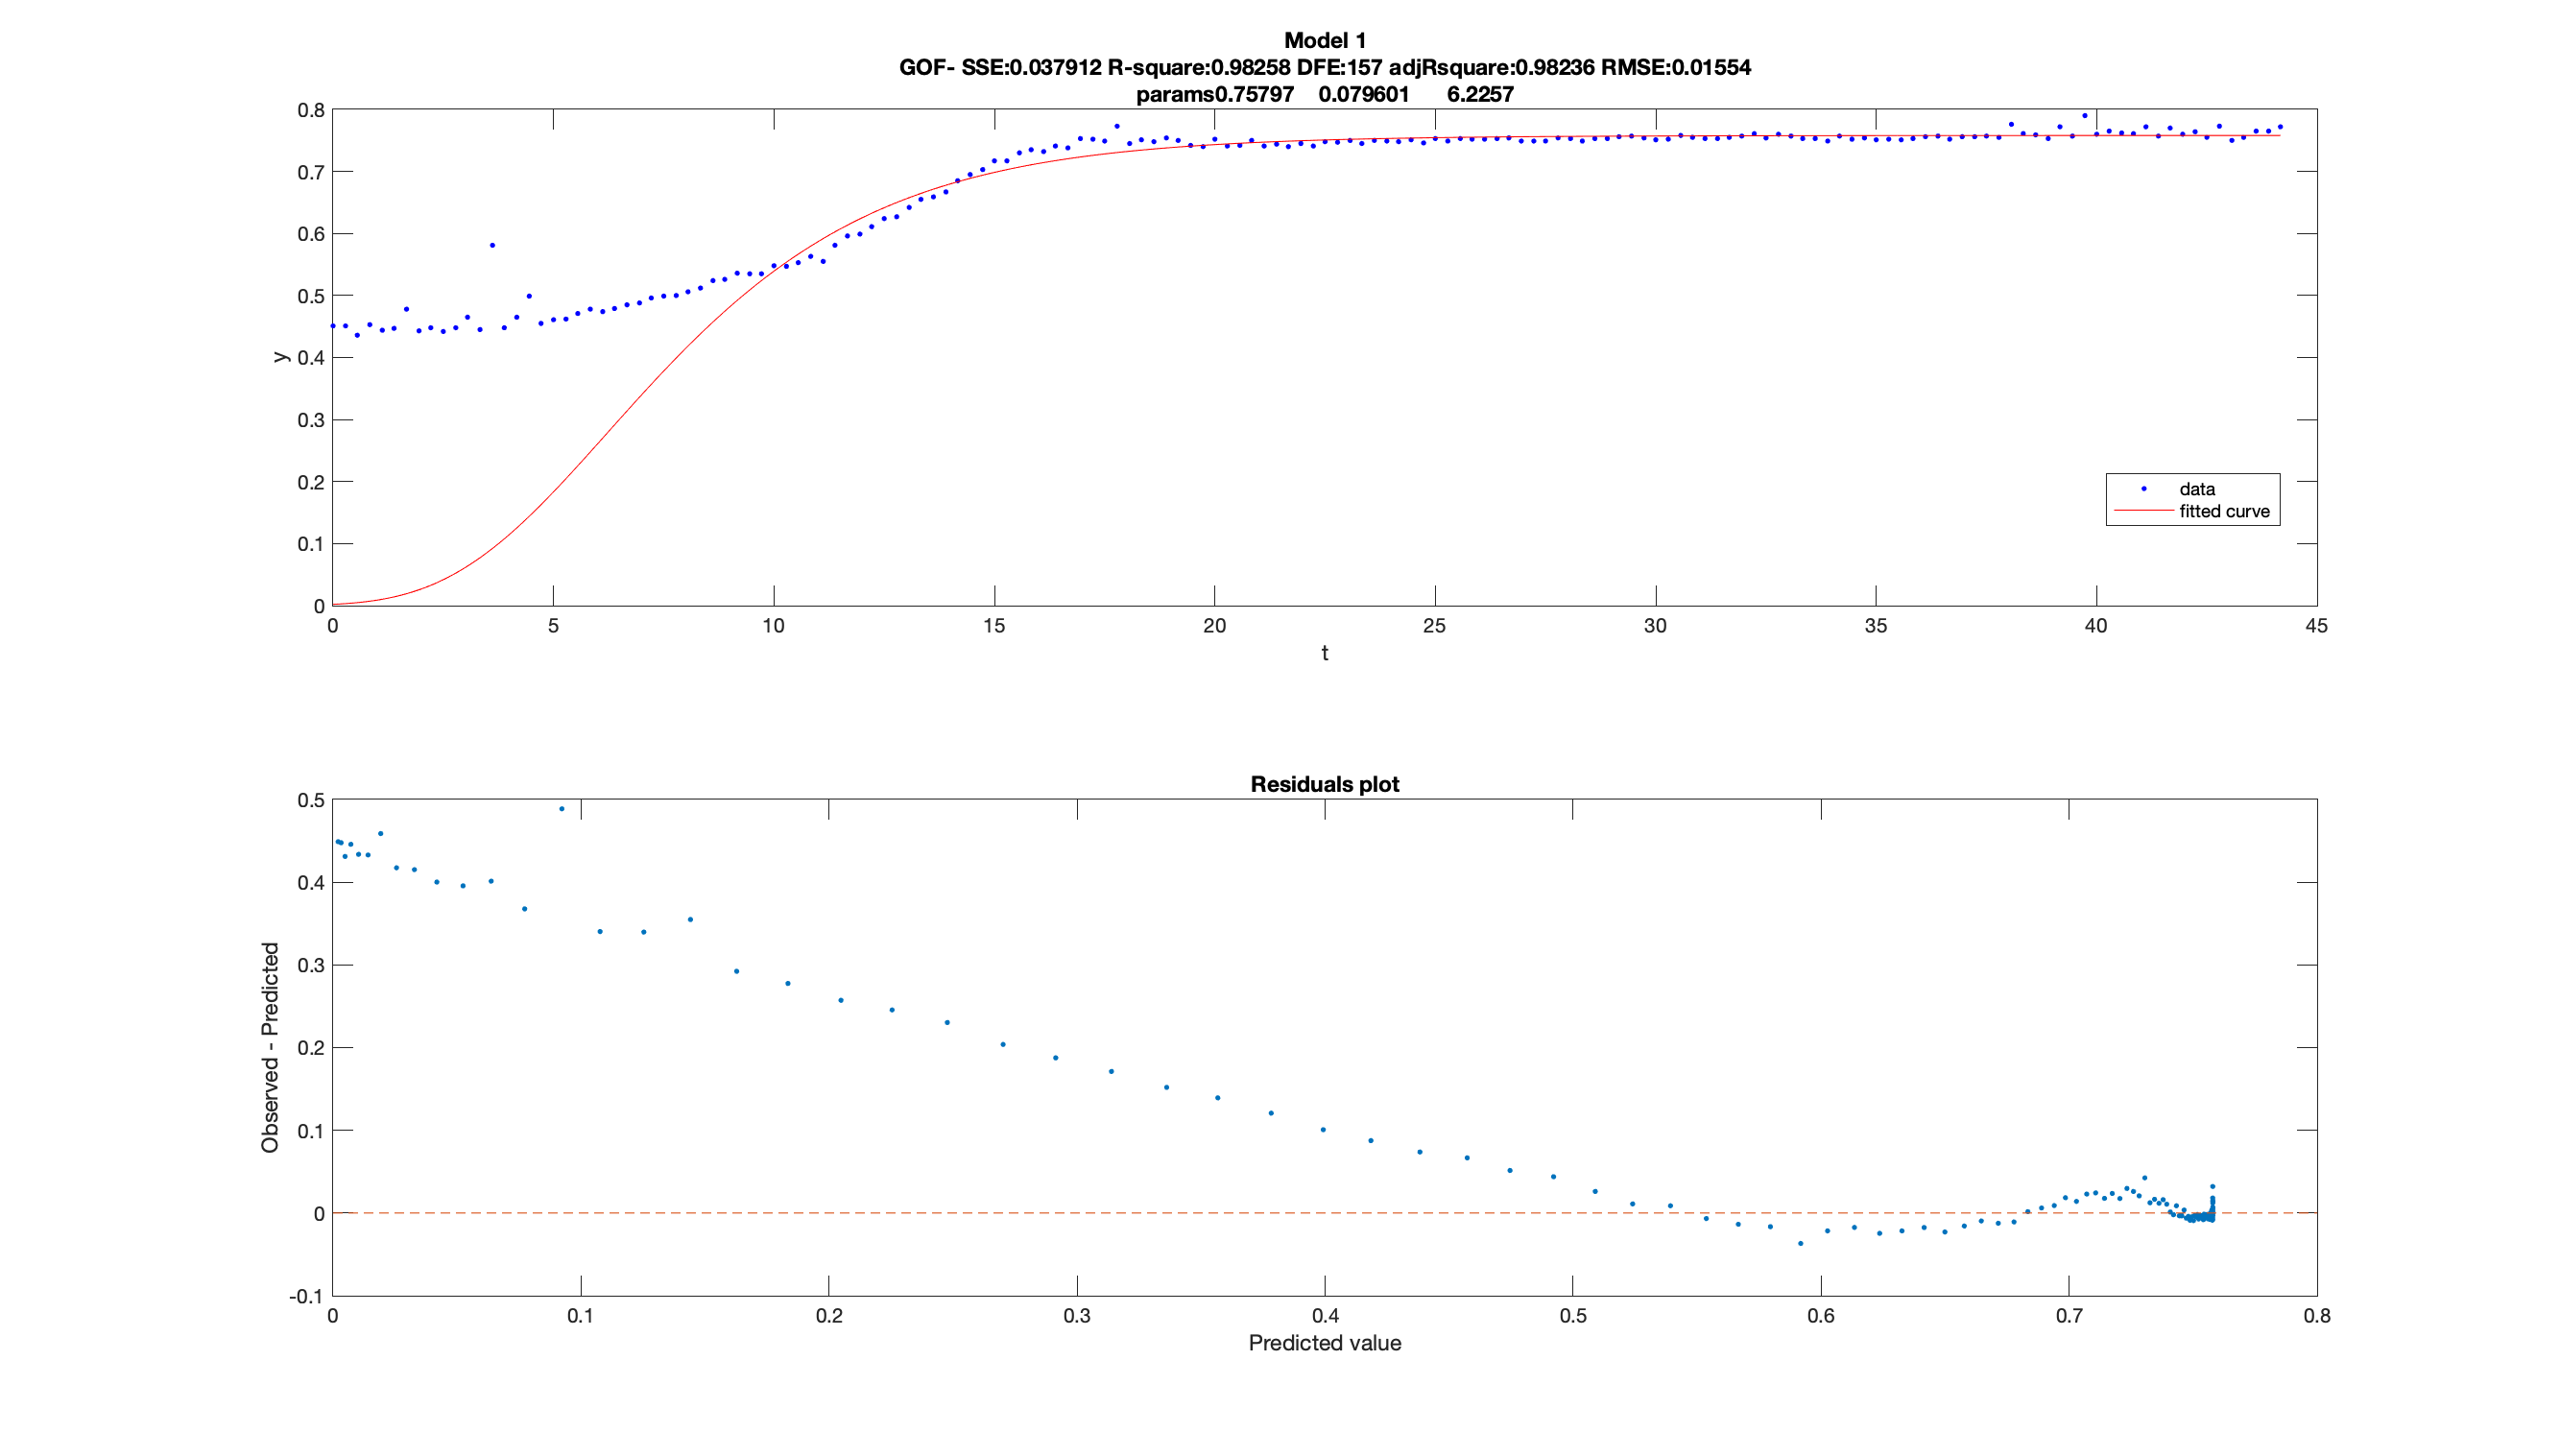 Model 1
GOF- SSE:0.037912 R-square:0.98258 DFE:157 adjRsquare:0.98236 RMSE:0.01554
params0.75797 0.079601 6.2257
0.8
0.7
0.6
0.5
0.4
0.3
0.2
0.1
0
y
data
fitted curve
0 5 10 15 20 25 30 35 40 45
t
Residuals plot
0.5
0.4
0.3
0.2
0.1
0
-0.1
Observed - Predicted
0 0.1 0.2 0.3 0.4 0.5 0.6 0.7 0.8
Predicted value